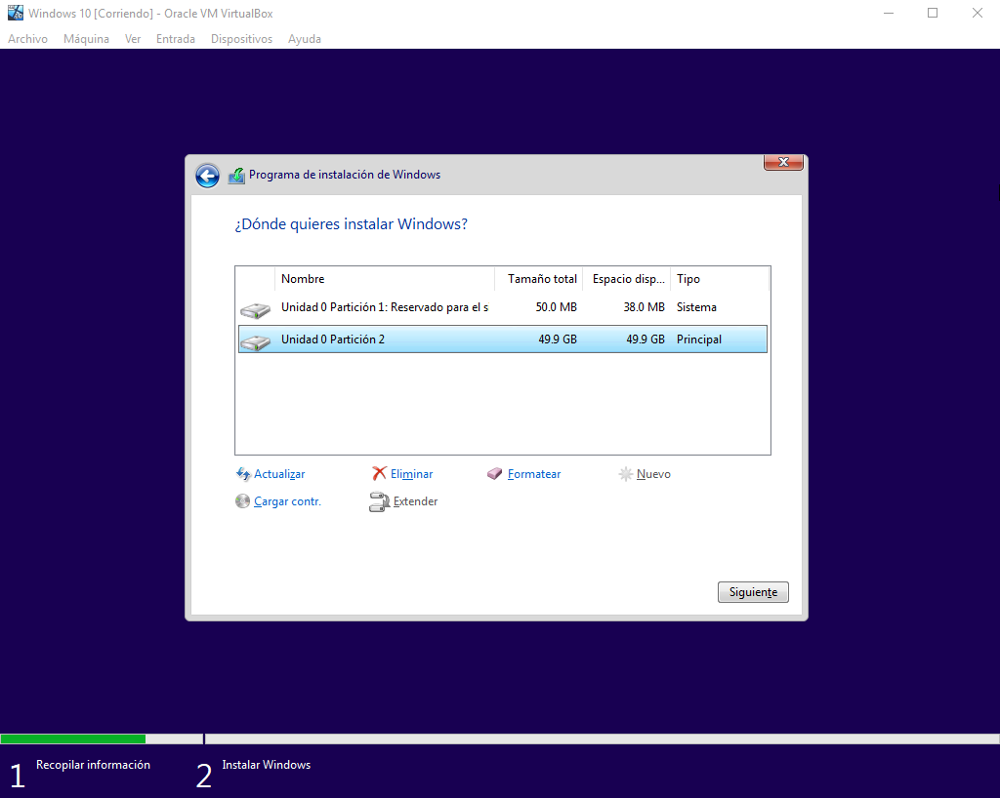 Windows 10 [Corriendo] - Oracle VM VirtualBox
Archivo Máquina Ver Entrada Dispositivos Ayuda
Programa de instalación de Windows
¿Dónde quieres instalar Windows?
Nombre Tamaño total Espacio disp... Tipo
Unidad 0 Partición 1: Reservado para el s 50.0 MB 38.0 MB Sistema
Unidad 0 Partición 2 49.9 GB 49.9 GB Principal
Actualizar Eliminar Formatear Nuevo
Cargar contr. Extender
Siguiente
1 Recopilar información 2 Instalar Windows